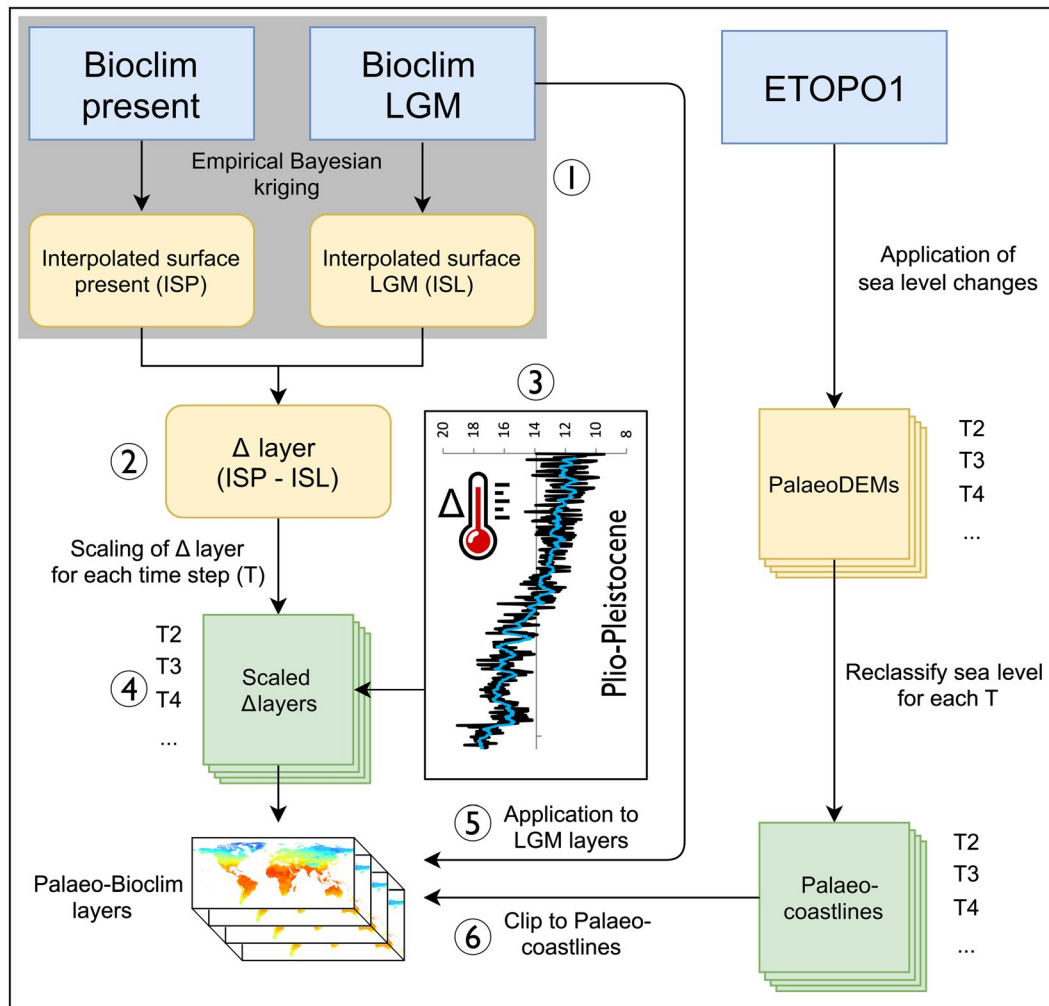 Bioclim
present
Bioclim
LGM
ETOPO1
Empirical Bayesian
kriging
1
Interpolated surface
present (ISP)
Interpolated surface
LGM (ISL)
Application of
sea level changes
3
2
Δ layer
(ISP - ISL)
20 18 16 14 12 10 8
Δ
Plio-Pleistocene
PalaeoDEMs
T2
T3
T4
...
Scaling of Δ layer
for each time step (T)
4
T2
T3
T4
...
Scaled
Δlayers
Reclassify sea level
for each T
5
Application to
LGM layers
Palaeo-Bioclim
layers
6
Clip to Palaeo-
coastlines
Palaeo-
coastlines
T2
T3
T4
...